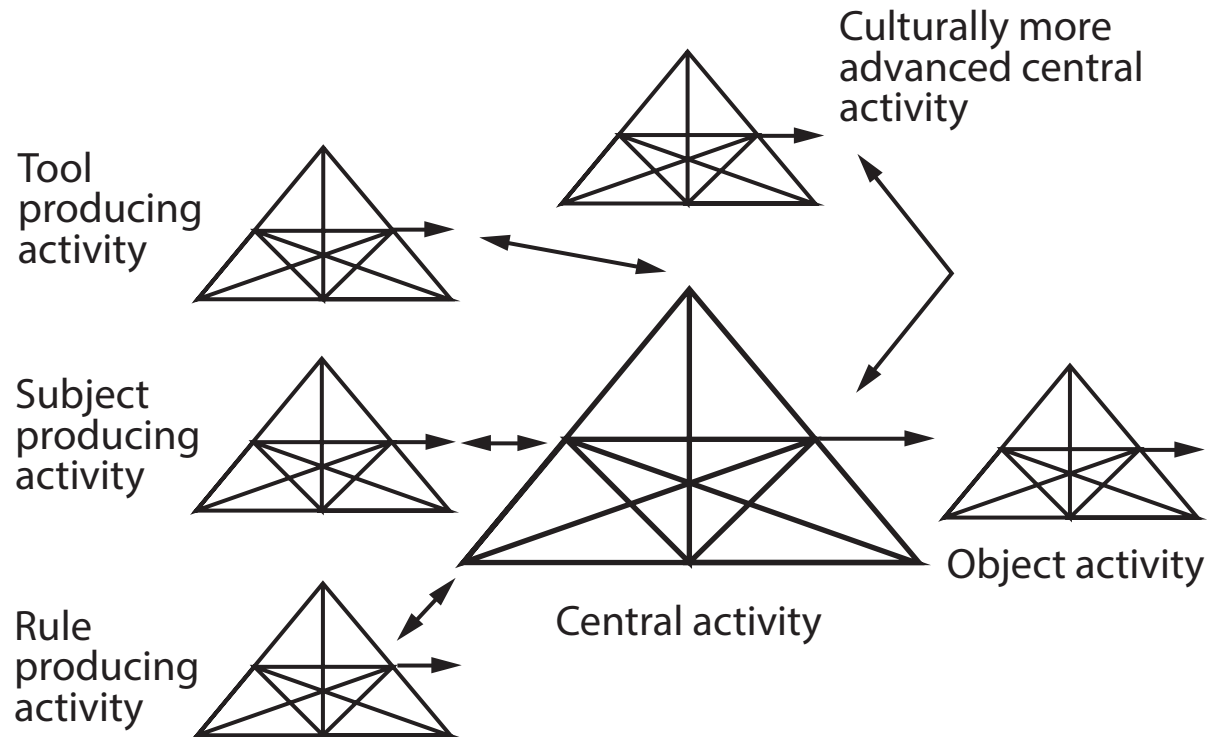 Culturally more
advanced central
activity
Tool
producing
activity
Subject
producing
activity
Object activity
Central activity
Rule
producing
activity